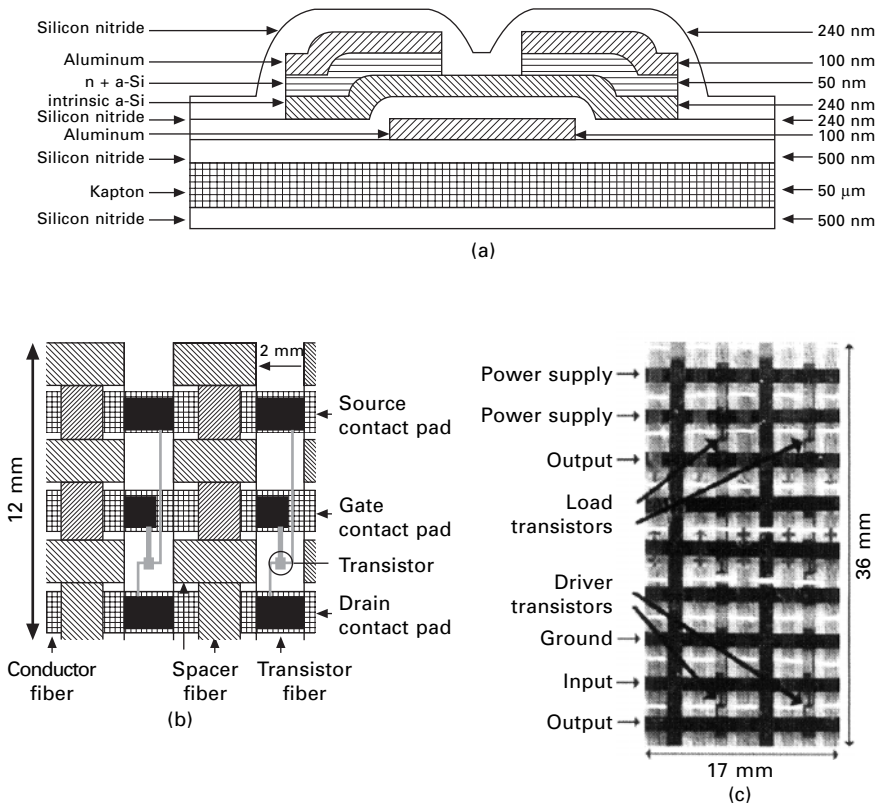 Silicon nitride
Aluminum
n + a-Si
intrinsic a-Si
Silicon nitride
Aluminum
Silicon nitride
Kapton
Silicon nitride
240 nm
100 nm
50 nm
240 nm
240 nm
100 nm
500 nm
50 μm
500 nm
(a)
12 mm
2 mm
Source
contact pad
Gate
contact pad
Transistor
Drain
contact pad
Conductor
fiber
Spacer
fiber
Transistor
fiber
(b)
Power supply
Power supply
Output
Load
transistors
Driver
transistors
Ground
Input
Output
36 mm
17 mm
(c)